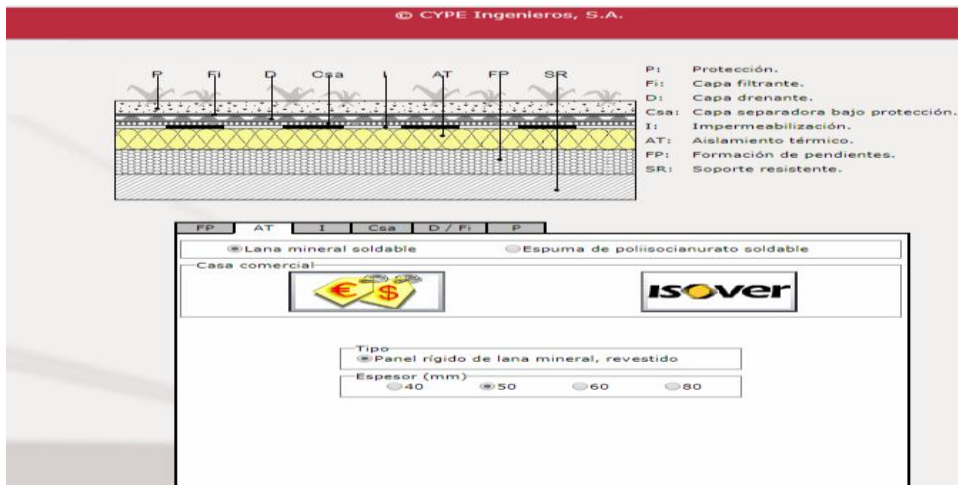 © CYPE Ingenieros, S.A.
P Fi D Csa I AT FP SR
P: Protección.
Fi: Capa filtrante.
D: Capa drenante.
Csa: Capa separadora bajo protección.
I: Impermeabilización.
AT: Aislamiento térmico.
FP: Formación de pendientes.
SR: Soporte resistente.
FP AT I Csa D / Fi P
Lana mineral soldable Espuma de poliisocianurato soldable
Casa comercial
€ $ isover
Tipo
Panel rígido de lana mineral, revestido
Espesor (mm)
40 50 60 80